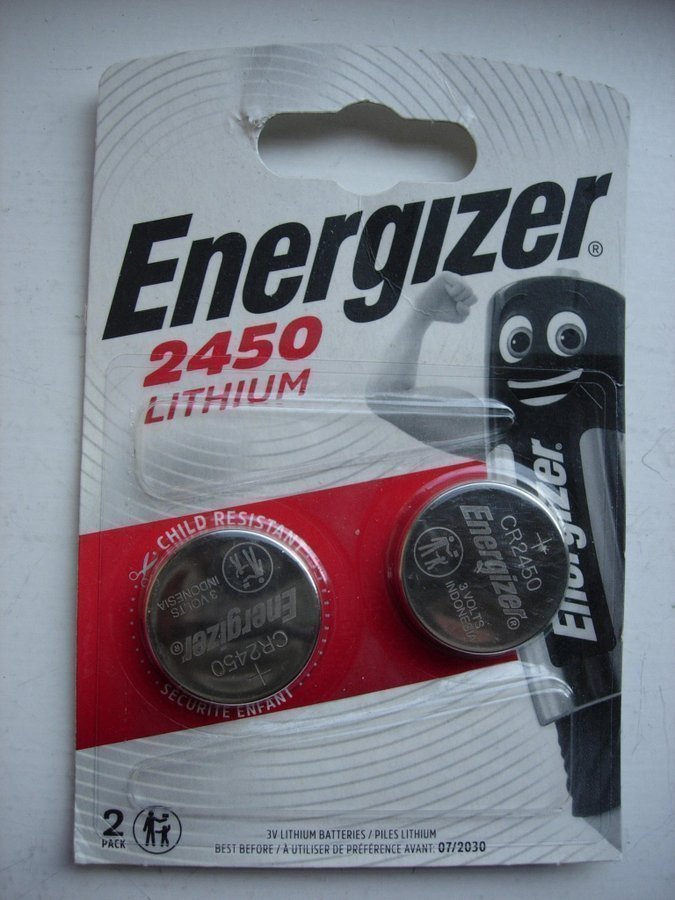 Energizer®
2450
LITHIUM
Energizer.
CHILD RESISTANT
3 VOLTS
INDONESIA
Energizer®
CR2450
+
SÉCURITÉ ENFANT
+
CR2450
Energizer®
3 VOLTS
INDONESIA
2
PACK
3V LITHIUM BATTERIES / PILES LITHIUM
BEST BEFORE / À UTILISER DE PRÉFÉRENCE AVANT: 07/2030